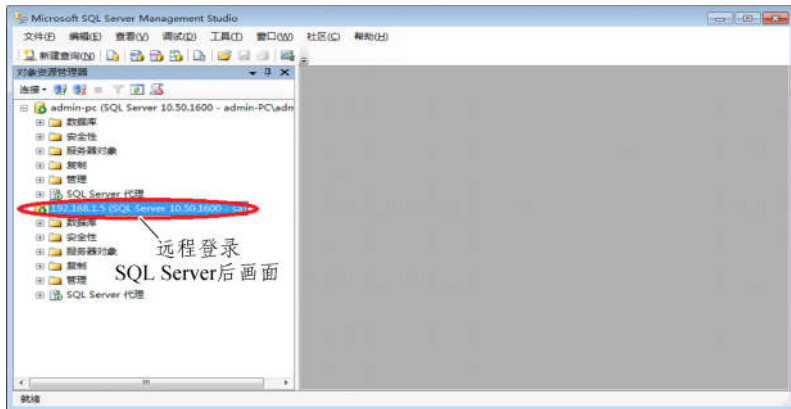 Microsoft SQL Server Management Studio
文件(F) 编辑(E) 查看(V) 调试(D) 工具(T) 窗口(W) 社区(C) 帮助(H)
新建查询(N)
对象资源管理器
连接
admin-pc (SQL Server 10.50.1600 - admin-PC\adn
数据库
安全性
服务器对象
复制
管理
SQL Server 代理
192.168.1.5 (SQL Server 10.50.1600 - sa)
数据库
安全性
服务器对象
复制
管理
SQL Server 代理
远程登录
SQL Server后画面
就绪